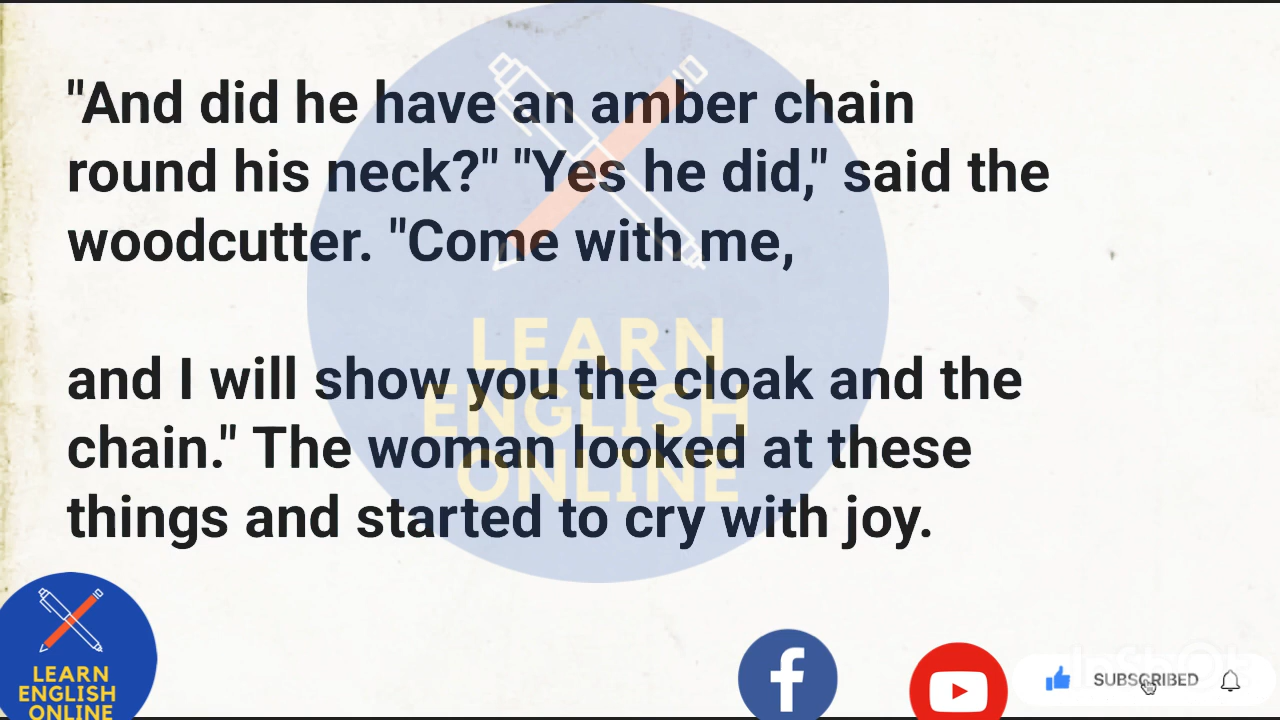 "And did he have an amber chain
round his neck?" "Yes he did," said the
woodcutter. "Come with me,
and I will show you the cloak and the
chain." The woman looked at these
things and started to cry with joy.
LEARN
ENGLISH
ONLINE
LEARN
ENGLISH
ONLINE
SUBSCRIBED
InShOt